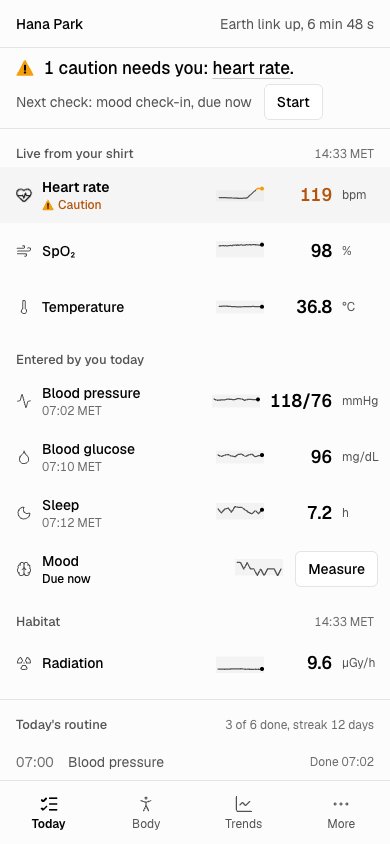 Hana Park
Earth link up, 6 min 48 s
1 caution needs you: heart rate.
Next check: mood check-in, due now
Start
Live from your shirt
14:33 MET
Heart rate
Caution
119 bpm
SpO₂
98 %
Temperature
36.8 °C
Entered by you today
Blood pressure
07:02 MET
118/76 mmHg
Blood glucose
07:10 MET
96 mg/dL
Sleep
07:12 MET
7.2 h
Mood
Due now
Measure
Habitat
14:33 MET
Radiation
9.6 µGy/h
Today's routine
3 of 6 done, streak 12 days
07:00 Blood pressure
Done 07:02
Today
Body
Trends
More